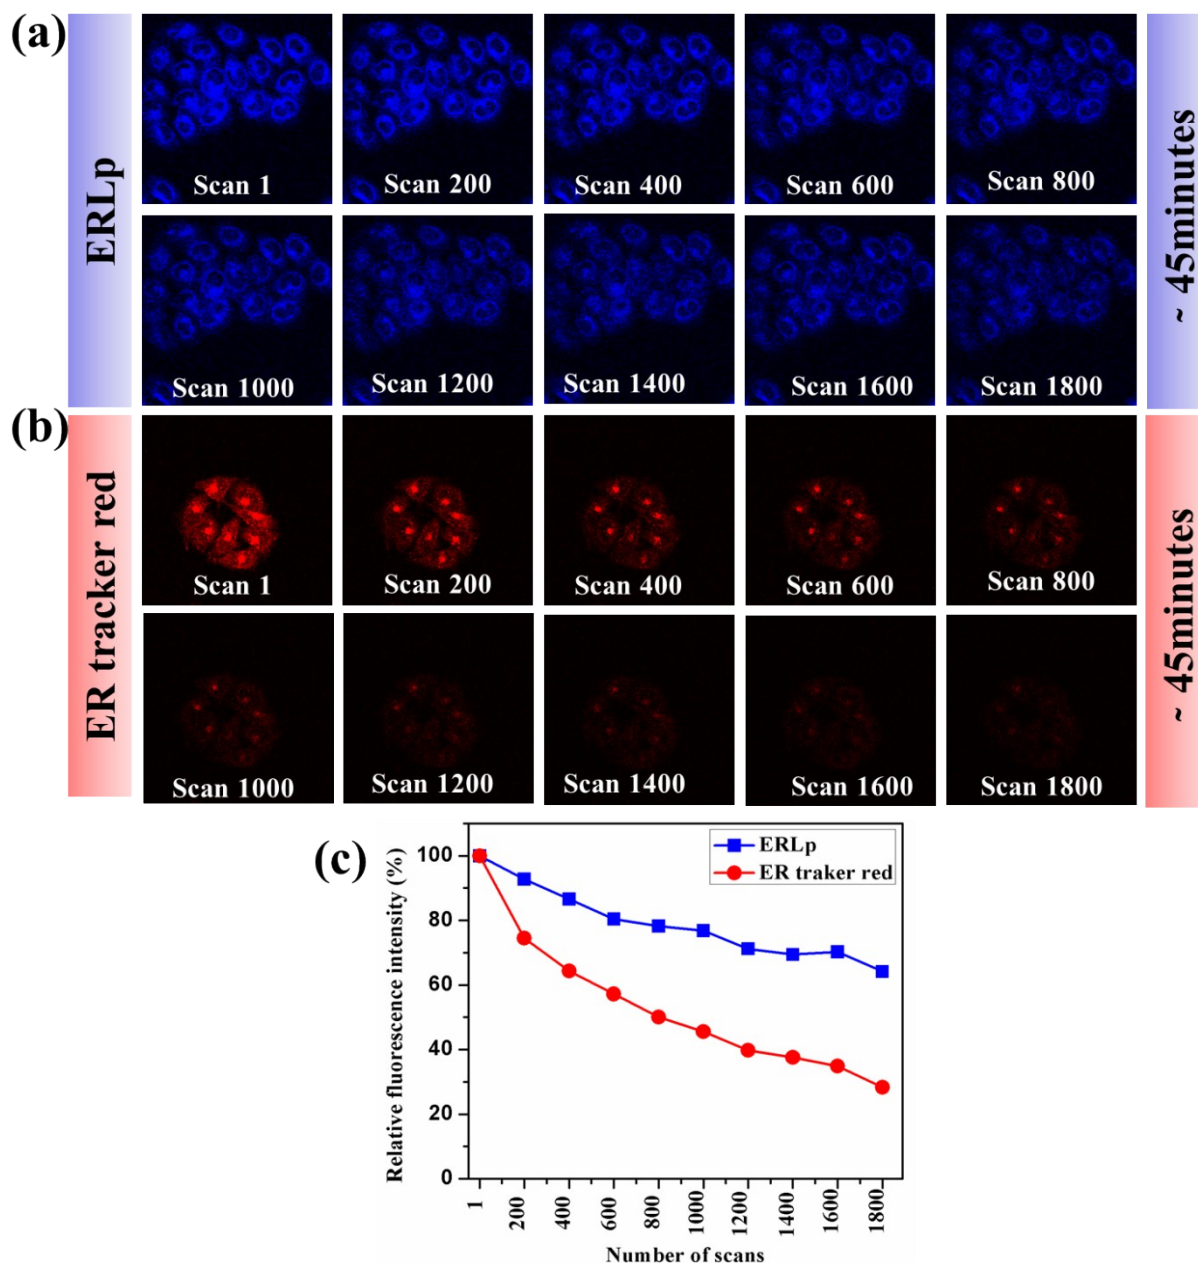 (a)
ERLp
Scan 1
Scan 200
Scan 400
Scan 600
Scan 800
Scan 1000
Scan 1200
Scan 1400
Scan 1600
Scan 1800
~ 45minutes
(b)
ER tracker red
Scan 1
Scan 200
Scan 400
Scan 600
Scan 800
Scan 1000
Scan 1200
Scan 1400
Scan 1600
Scan 1800
~ 45minutes
(c)
Relative fluorescence intensity (%)
100
80
60
40
20
0
ERLp
ER traker red
1
200
400
600
800
1000
1200
1400
1600
1800
Number of scans